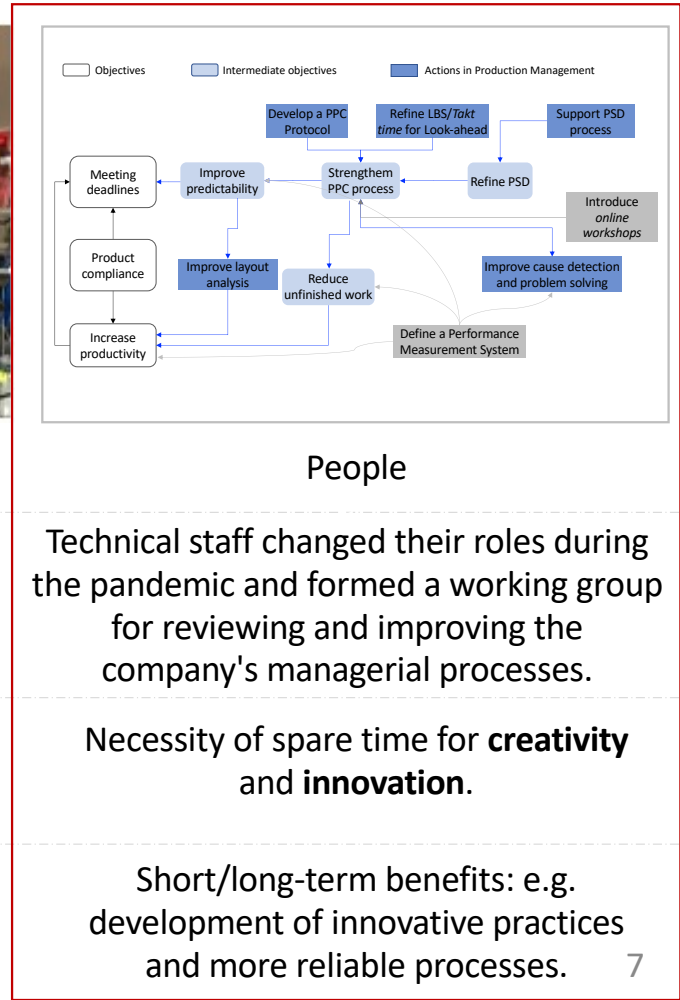 Objectives
Intermediate objectives
Actions in Production Management
Develop a PPC
Protocol
Refine LBS/Takt
time for Look-ahead
Support PSD
process
Meeting
deadlines
Improve
predictability
Strengthem
PPC process
Refine PSD
Introduce
online
workshops
Product
compliance
Improve layout
analysis
Reduce
unfinished work
Improve cause detection
and problem solving
Increase
productivity
Define a Performance
Measurement System
People
Technical staff changed their roles during
the pandemic and formed a working group
for reviewing and improving the
company's managerial processes.
Necessity of spare time for creativity
and innovation.
Short/long-term benefits: e.g.
development of innovative practices
and more reliable processes.
7